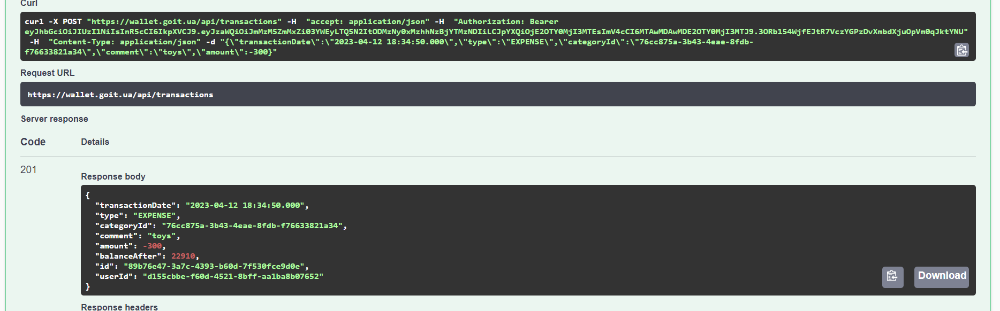 Curl
curl -X POST "https://wallet.goit.ua/api/transactions" -H  "accept: application/json" -H  "Authorization: Bearer
eyJhbGciOiJIUzI1NiIsInR5cCI6IkpXVCJ9.eyJzaWQiOiJmMzM5ZmMxZi03YWEyLTQ5N2ItODMzNy0xMzhhNzBjYTMzNDIiLCJpYXQiOjE2OTY0MjI3MTEsImV4cCI6MTAwMDAwMDE2OTY0MjI3MTJ9.3ORb154WjfEJtR7VczYGPzDvXmbdXjuOpVm0qJktYNU"
-H  "Content-Type: application/json" -d "{\"transactionDate\":\"2023-04-12 18:34:50.000\",\"type\":\"EXPENSE\",\"categoryId\":\"76cc875a-3b43-4eae-8fdb-
f76633821a34\",\"comment\":\"toys\",\"amount\":-300}"
Request URL
https://wallet.goit.ua/api/transactions
Server response
Code Details
201
Response body
{
"transactionDate": "2023-04-12 18:34:50.000",
"type": "EXPENSE",
"categoryId": "76cc875a-3b43-4eae-8fdb-f76633821a34",
"comment": "toys",
"amount": -300,
"balanceAfter": 22910,
"id": "89b76e47-3a7c-4393-b60d-7f530fce9d0e",
"userId": "d155cbbe-f60d-4521-8bff-aa1ba8b07652"
}
Download
Response headers